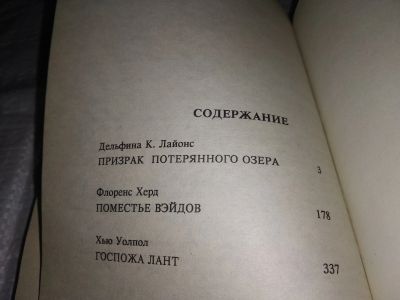 СОДЕРЖАНИЕ
Дельфина К. Лайонс
ПРИЗРАК ПОТЕРЯННОГО ОЗЕРА 3
Флоренс Херд
ПОМЕСТЬЕ ВЭЙДОВ 178
Хью Уолпол
ГОСПОЖА ЛАНТ 337